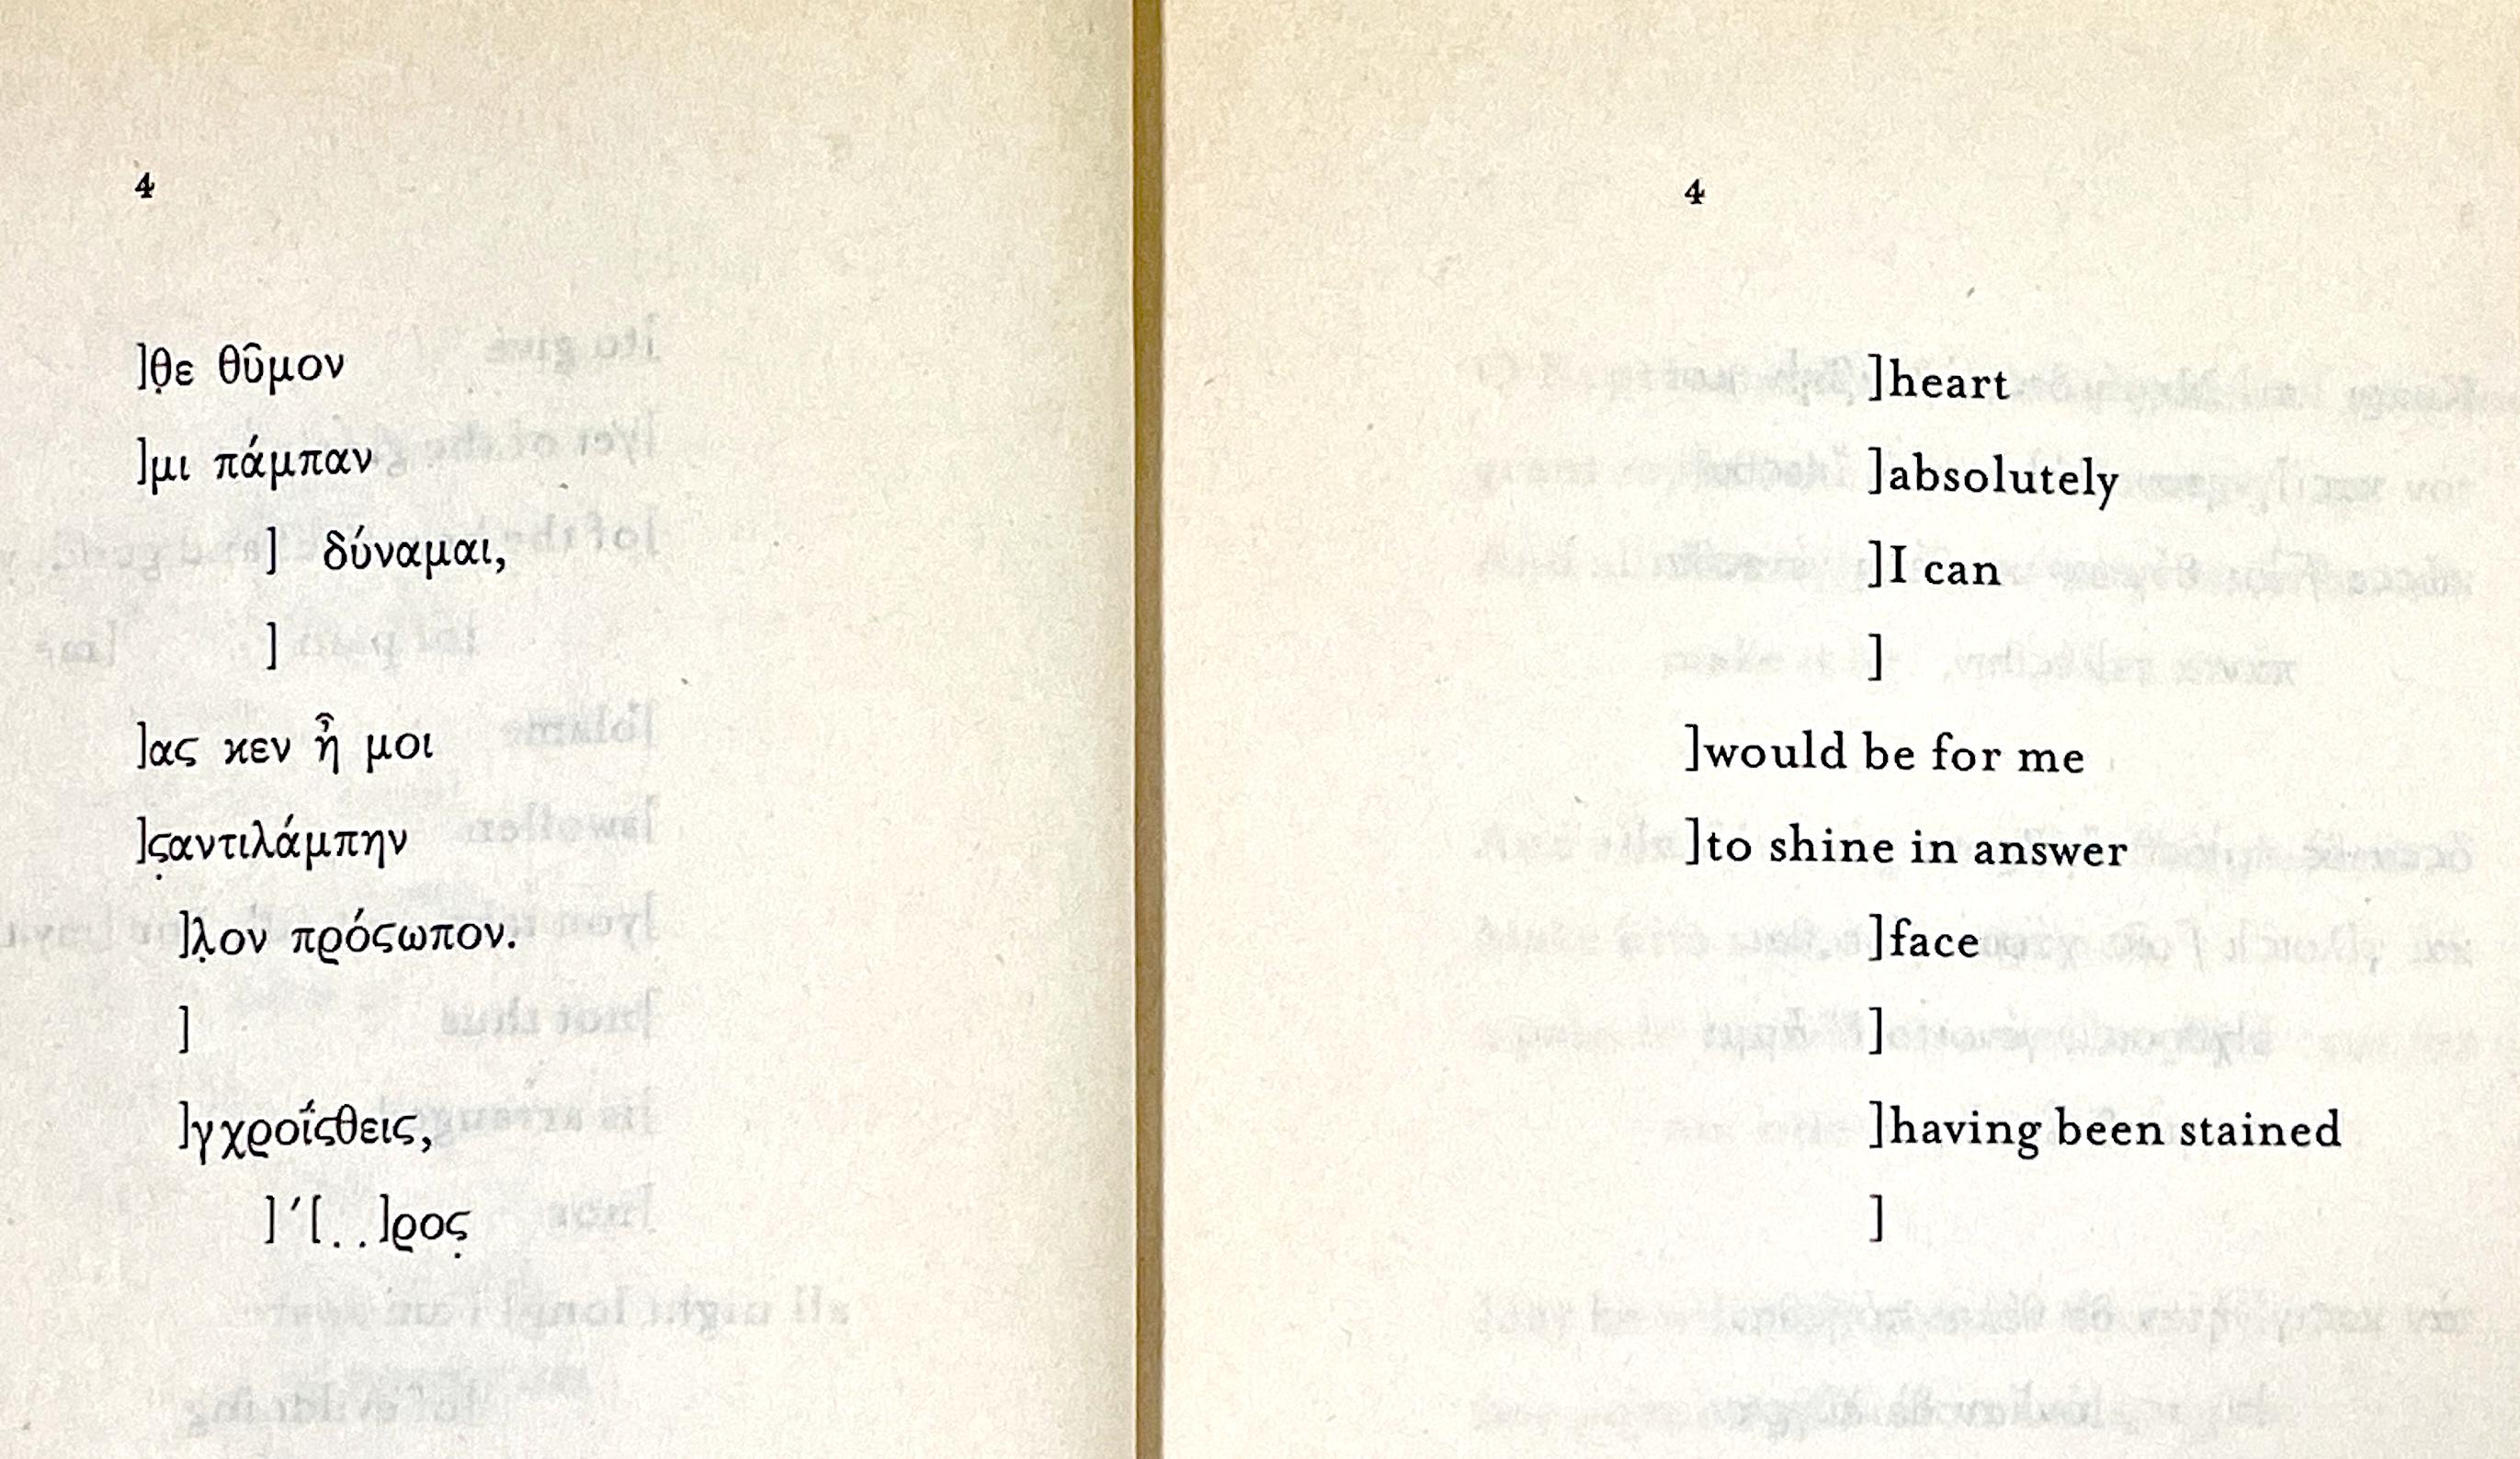 4
]θ̣ε θῦμον
]μι πάμπαν
] δύναμαι,
]
]ας κεν ἦ μοι
]ς̣αντιλάμπην
]λ̣ον πρόςωπον.
]
]γχροΐςθεις,
]´[. .]ρος̣
4
]heart
]absolutely
]I can
]
]would be for me
]to shine in answer
]face
]
]having been stained
]